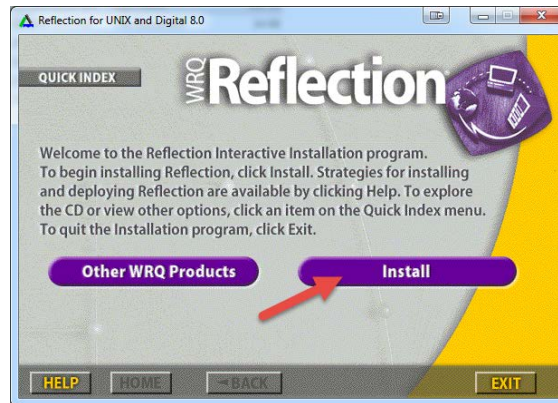 Reflection for UNIX and Digital 8.0
QUICK INDEX
WRQ Reflection
Welcome to the Reflection Interactive Installation program.
To begin installing Reflection, click Install. Strategies for installing
and deploying Reflection are available by clicking Help. To explore
the CD or view other options, click an item on the Quick Index menu.
To quit the Installation program, click Exit.
Other WRQ Products Install
HELP HOME BACK EXIT